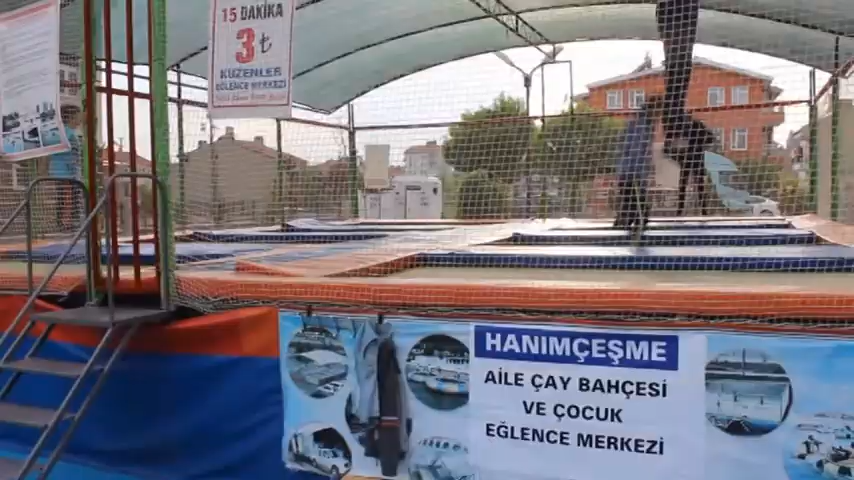 15 DAKİKA
3 ₺
KUZENLER
EĞLENCE MERKEZİ
HANIMÇEŞME
AİLE ÇAY BAHÇESİ
VE ÇOCUK
EĞLENCE MERKEZİ